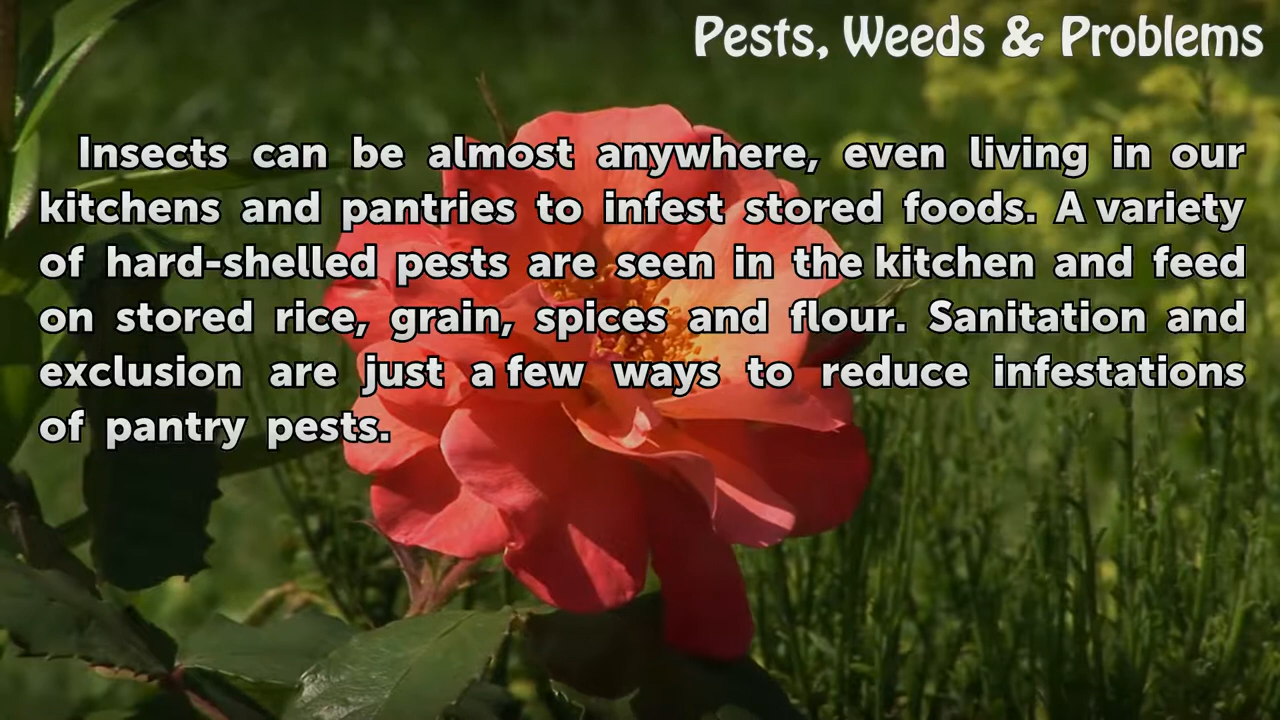 Pests, Weeds & Problems
Insects can be almost anywhere, even living in our
kitchens and pantries to infest stored foods. A variety
of hard-shelled pests are seen in the kitchen and feed
on stored rice, grain, spices and flour. Sanitation and
exclusion are just a few ways to reduce infestations
of pantry pests.